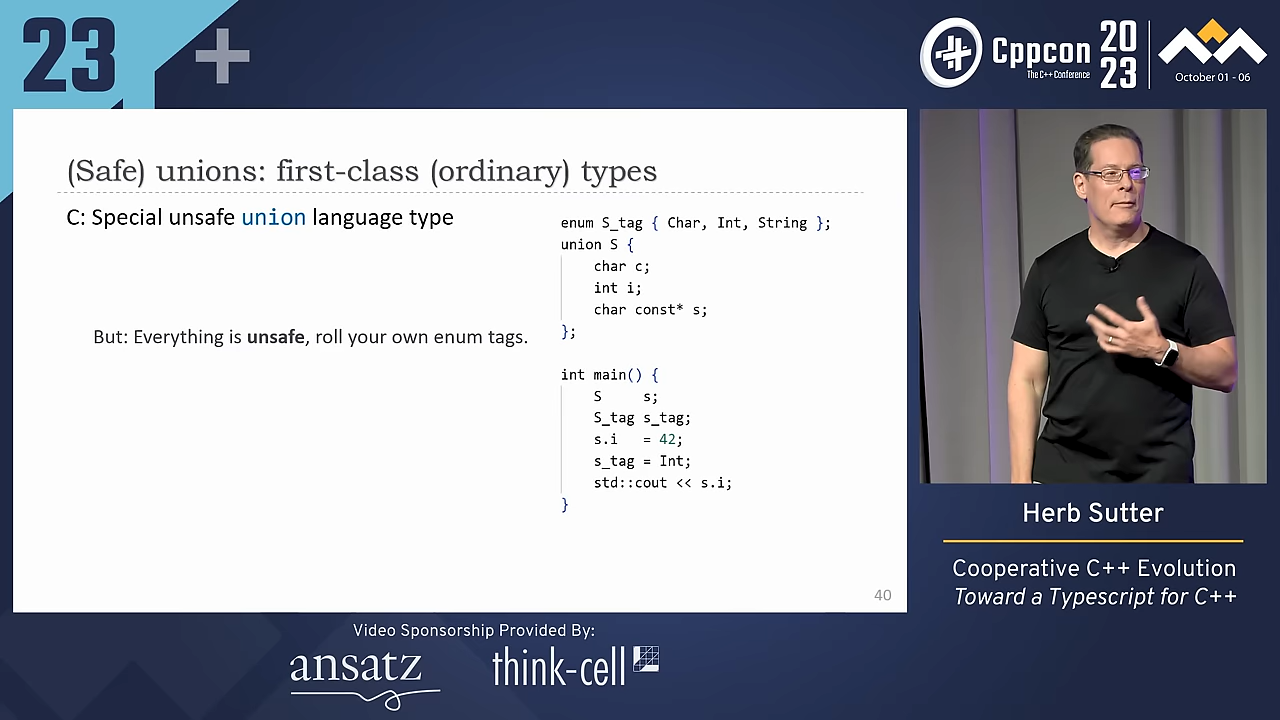 23
Cppcon
The C++ Conference
20
23
October 01 - 06
(Safe) unions: first-class (ordinary) types
C: Special unsafe union language type
But: Everything is unsafe, roll your own enum tags.
enum S_tag { Char, Int, String };
union S {
    char c;
    int i;
    char const* s;
};
int main() {
    S     s;
    S_tag s_tag;
    s.i   = 42;
    s_tag = Int;
    std::cout << s.i;
}
40
Herb Sutter
Cooperative C++ Evolution
Toward a Typescript for C++
Video Sponsorship Provided By:
ansatz
think-cell